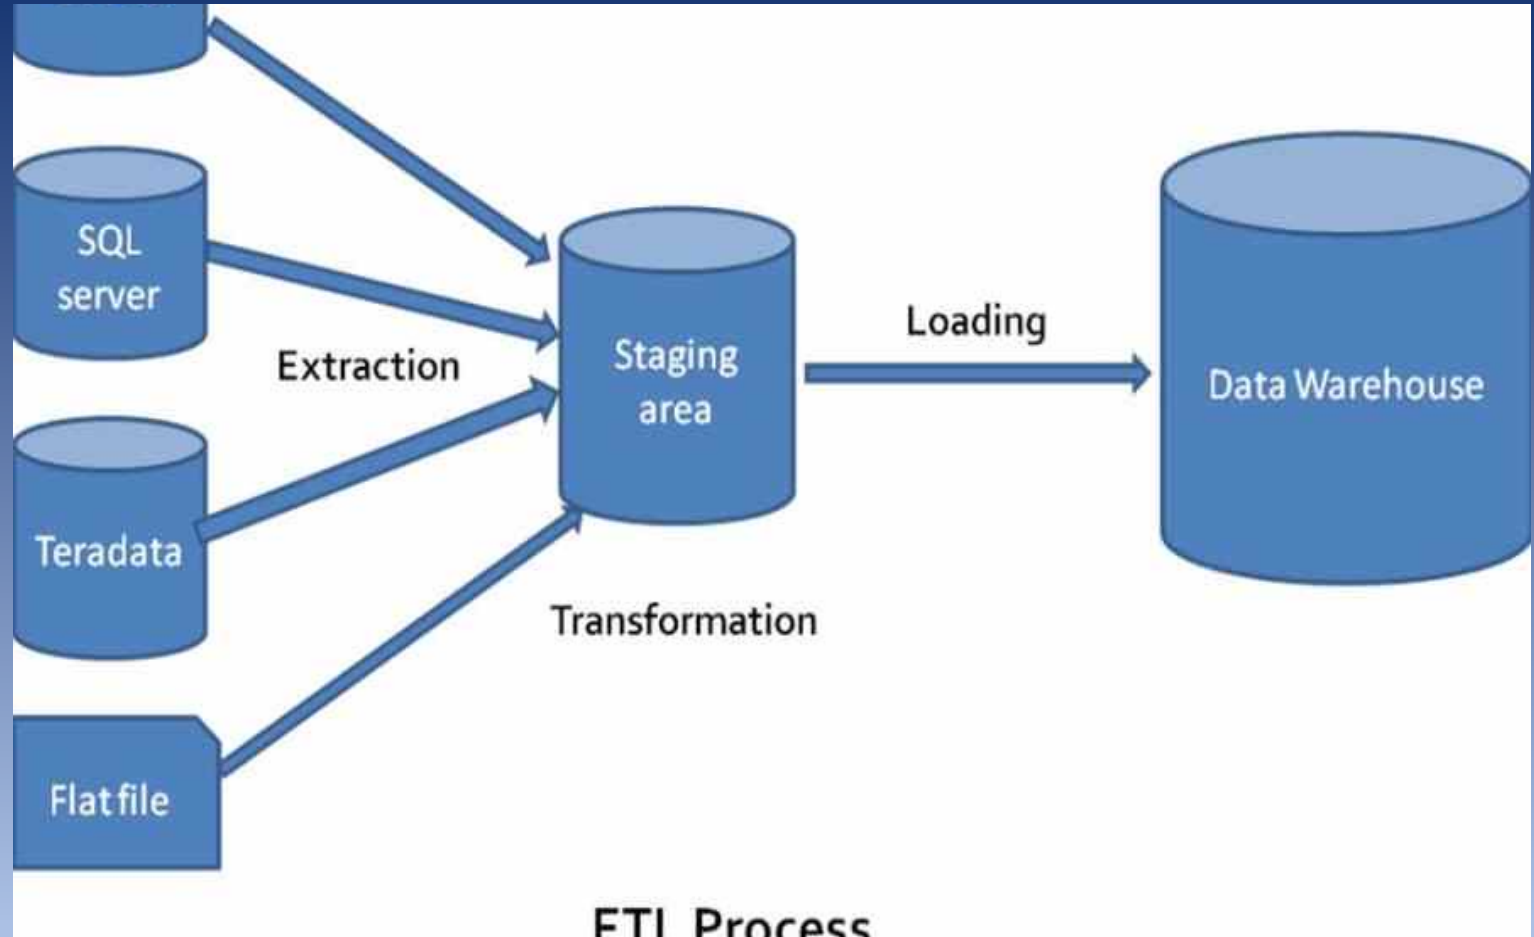 SQL
server
Extraction
Teradata
Flat file
Staging
area
Transformation
Loading
Data Warehouse
ETL Process